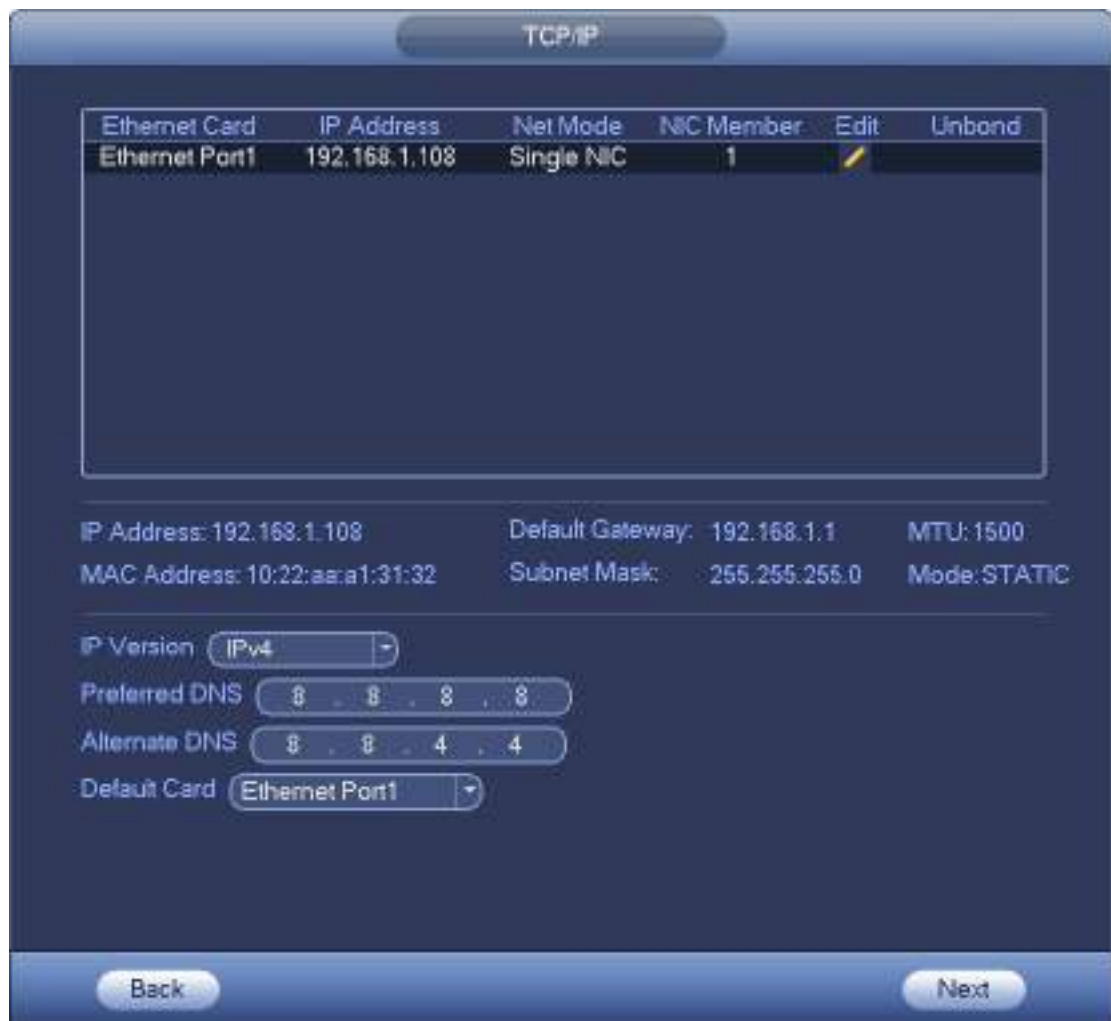 TCP/IP
Ethernet Card IP Address Net Mode NIC Member Edit Unbond
Ethernet Port1 192.168.1.108 Single NIC 1
IP Address: 192.168.1.108 Default Gateway: 192.168.1.1 MTU: 1500
MAC Address: 10:22:aa:a1:31:32 Subnet Mask: 255.255.255.0 Mode: STATIC
IP Version IPv4
Preferred DNS 8 . 8 . 8 . 8
Alternate DNS 8 . 8 . 4 . 4
Default Card Ethernet Port1
Back Next